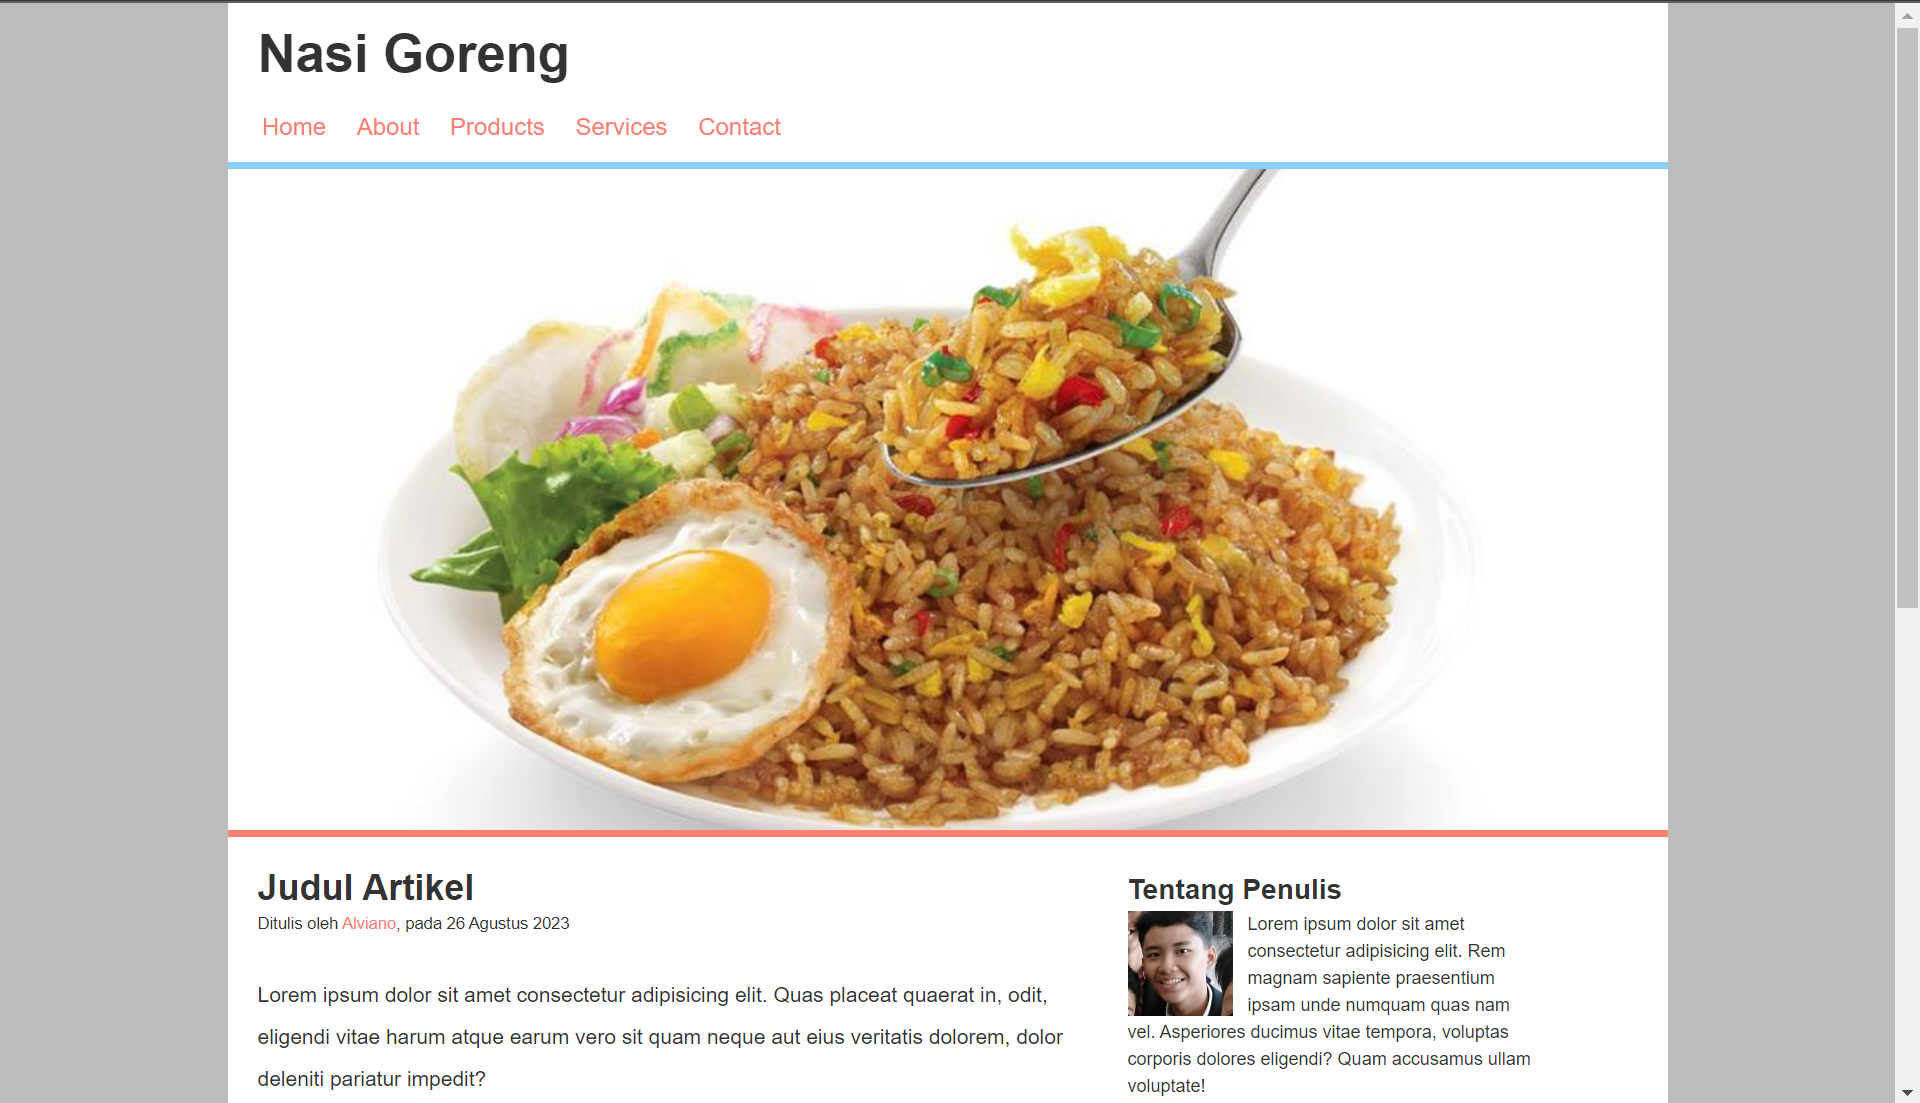 Nasi Goreng
Home About Products Services Contact
Judul Artikel
Ditulis oleh Alviano, pada 26 Agustus 2023
Lorem ipsum dolor sit amet consectetur adipisicing elit. Quas placeat quaerat in, odit,
eligendi vitae harum atque earum vero sit quam neque aut eius veritatis dolorem, dolor
deleniti pariatur impedit?
Tentang Penulis
Lorem ipsum dolor sit amet
consectetur adipisicing elit. Rem
magnam sapiente praesentium
ipsam unde numquam quas nam
vel. Asperiores ducimus vitae tempora, voluptas
corporis dolores eligendi? Quam accusamus ullam
voluptate!